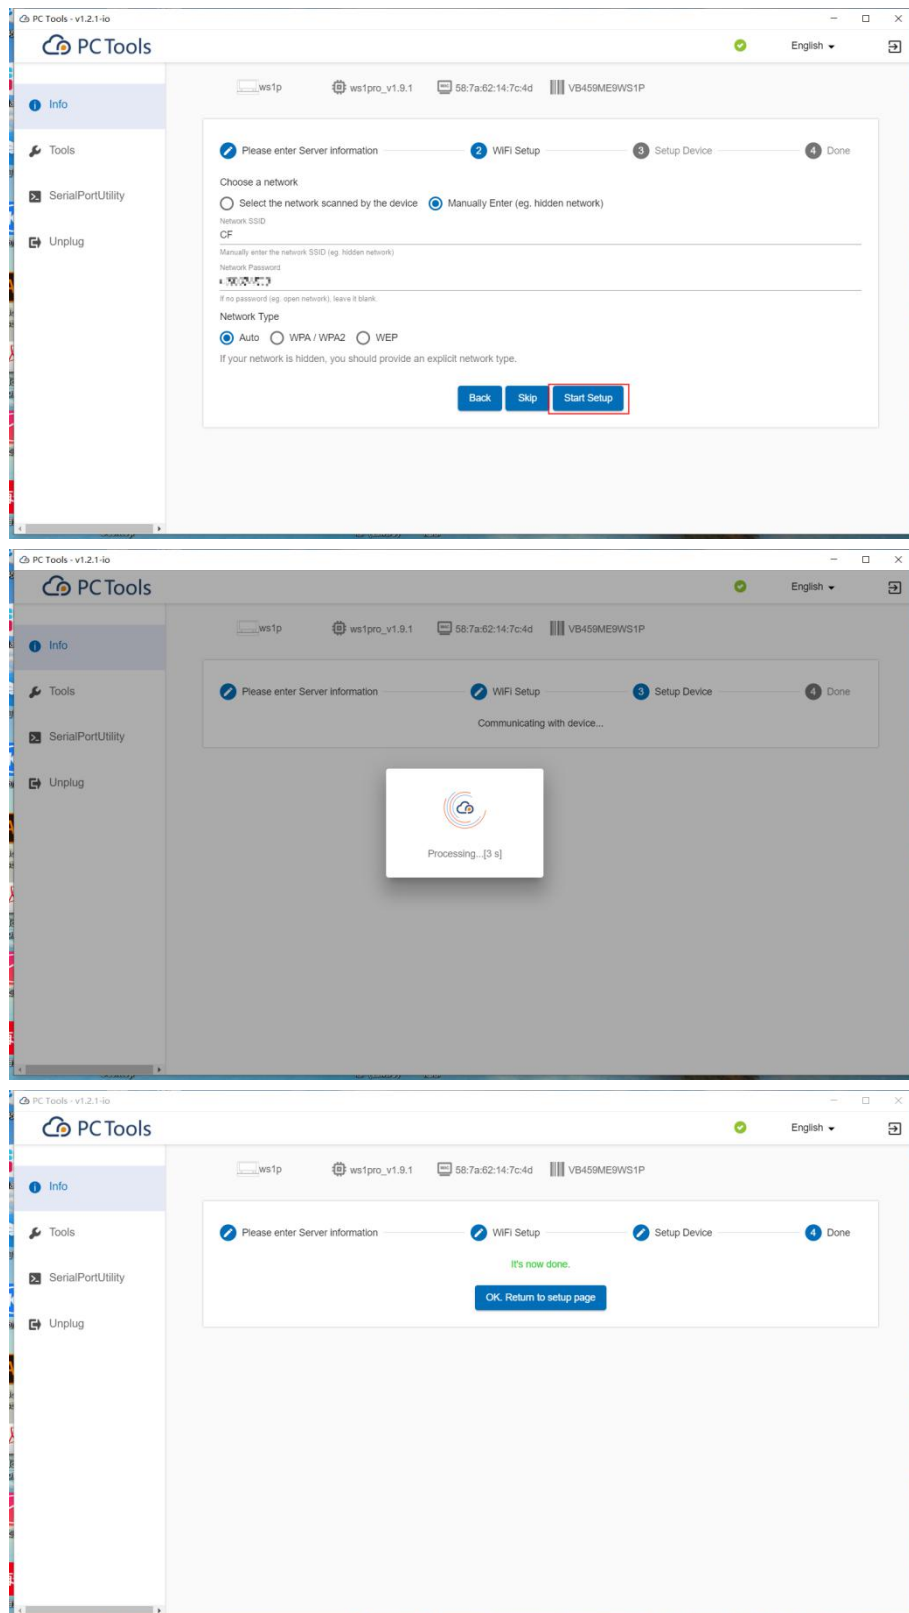 PC Tools - v1.2.1-io
PC Tools
English
ws1p ws1pro_v1.9.1 58:7a:62:14:7c:4d VB459ME9WS1P
Info
Tools
SerialPortUtility
Unplug
Please enter Server information 2 WiFi Setup 3 Setup Device 4 Done
Choose a network
Select the network scanned by the device Manually Enter (eg. hidden network)
Network SSID
CF
Manually enter the network SSID (eg. hidden network)
Network Password
If no password (eg. open network), leave it blank.
Network Type
Auto WPA / WPA2 WEP
If your network is hidden, you should provide an explicit network type.
Back Skip Start Setup
PC Tools - v1.2.1-io
PC Tools
English
ws1p ws1pro_v1.9.1 58:7a:62:14:7c:4d VB459ME9WS1P
Info
Tools
SerialPortUtility
Unplug
Please enter Server information WiFi Setup 3 Setup Device 4 Done
Communicating with device...
Processing...[3 s]
PC Tools - v1.2.1-io
PC Tools
English
ws1p ws1pro_v1.9.1 58:7a:62:14:7c:4d VB459ME9WS1P
Info
Tools
SerialPortUtility
Unplug
Please enter Server information WiFi Setup Setup Device 4 Done
It's now done.
OK. Return to setup page